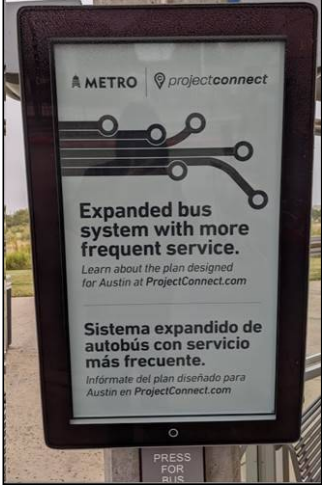 METRO projectconnect
Expanded bus
system with more
frequent service.
Learn about the plan designed
for Austin at ProjectConnect.com
Sistema expandido de
autobús con servicio
más frecuente.
Infórmate del plan diseñado para
Austin en ProjectConnect.com
PRESS
FOR
BUS